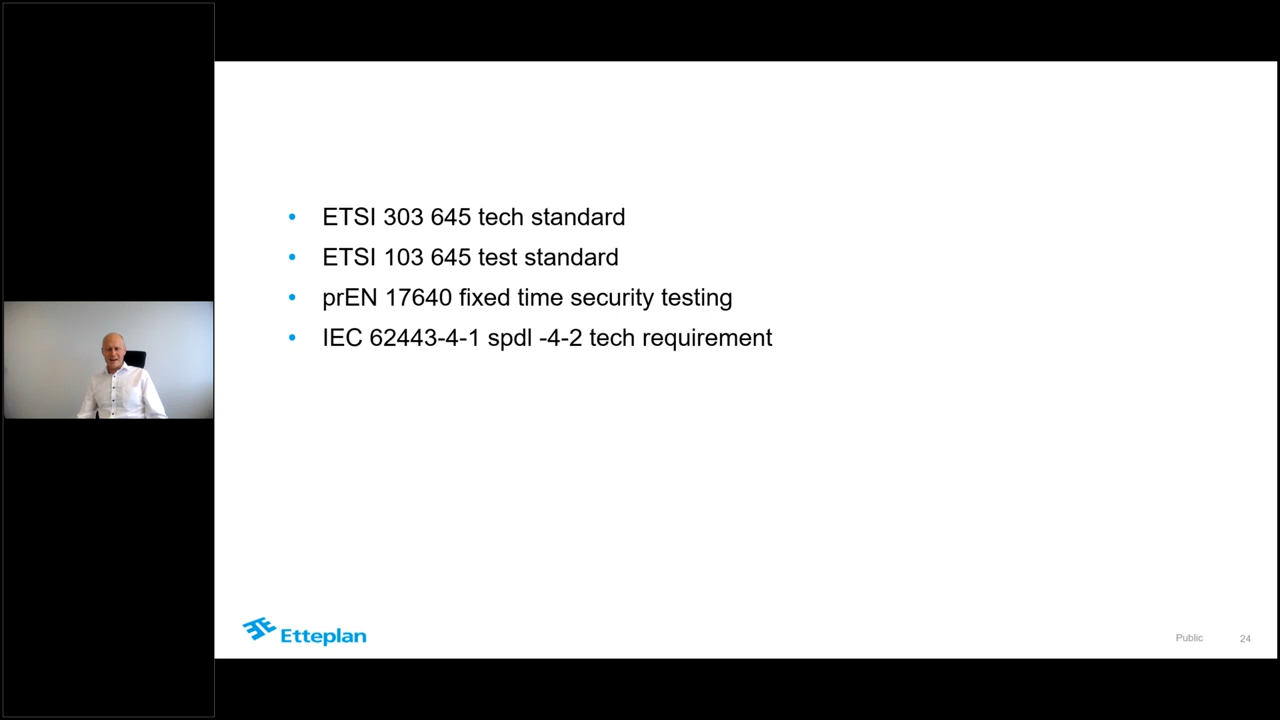 ETSI 303 645 tech standard
ETSI 103 645 test standard
prEN 17640 fixed time security testing
IEC 62443-4-1 spdl -4-2 tech requirement
Etteplan
Public 24